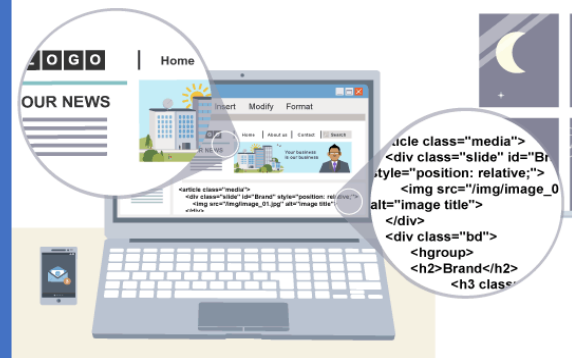 LOGO
Home
OUR NEWS
Insert Modify Format
Home About us Contact Search
Your business
in our business
<article class="media">
<div class="slide" id="Brand" style="position: relative;">
<img src="/img/image_01.jpg" alt="image title">
</div>
ticle class="media">
<div class="slide" id="Br
style="position: relative;">
<img src="/img/image_0
alt="image title">
</div>
<div class="bd">
<hgroup>
<h2>Brand</h2>
<h3 class